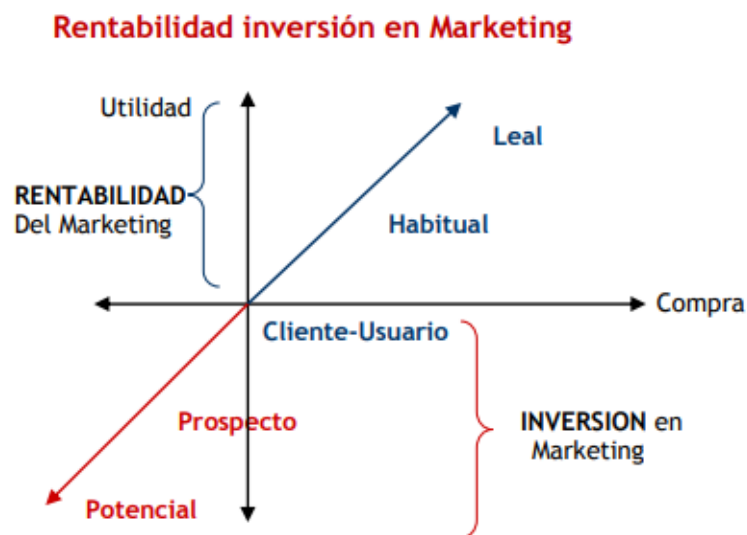 Rentabilidad inversión en Marketing
Utilidad
Leal
RENTABILIDAD
Del Marketing
Habitual
Compra
Cliente-Usuario
Prospecto
INVERSION en
Marketing
Potencial